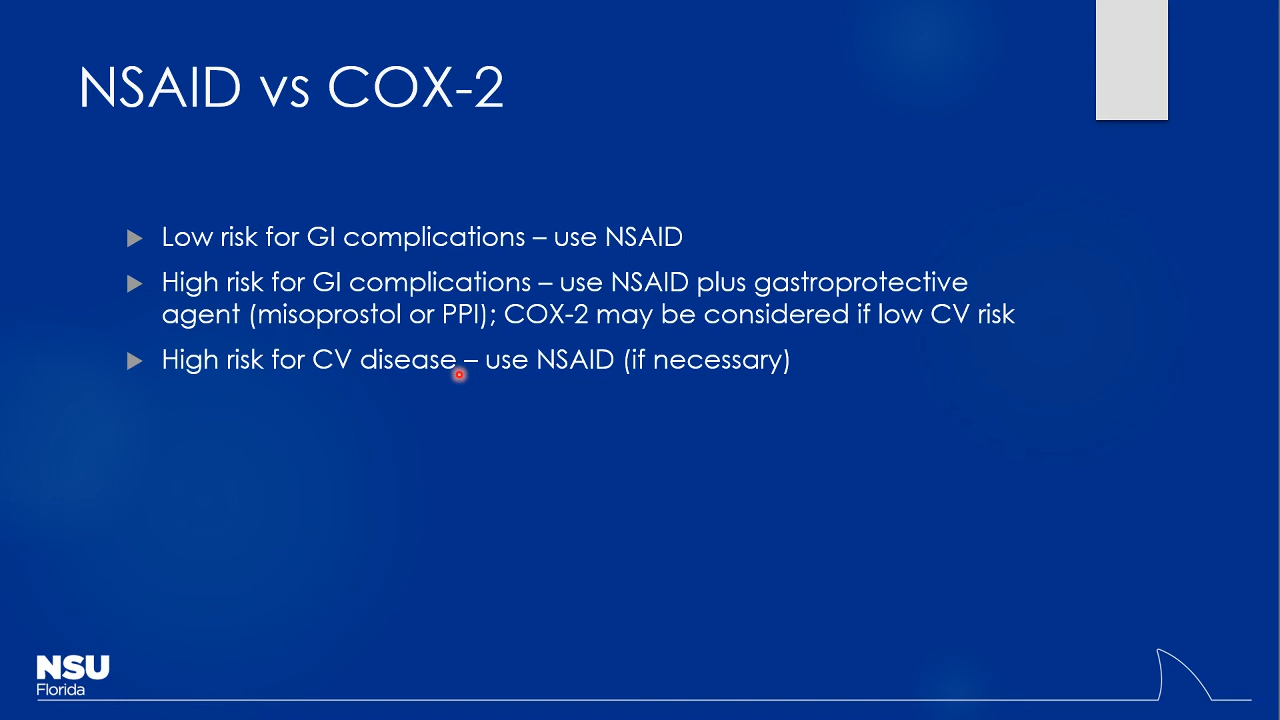 NSAID vs COX-2
Low risk for GI complications – use NSAID
High risk for GI complications – use NSAID plus gastroprotective
agent (misoprostol or PPI); COX-2 may be considered if low CV risk
High risk for CV disease – use NSAID (if necessary)
NSU
Florida